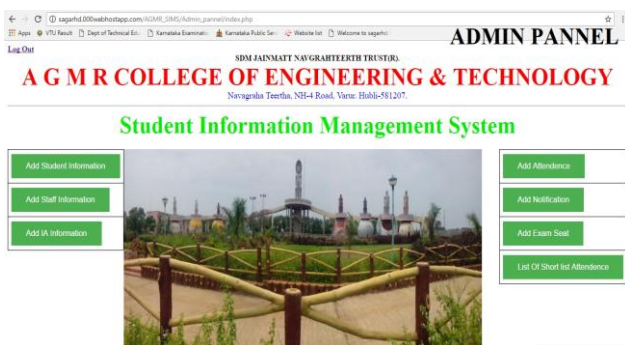 sagarhd.000webhostapp.com/AGMR_SIMS/Admin_pannel/index.php
Apps VTU Result Dept of Technical Edu Karnataka Examinatio Karnataka Public Serv Website list Welcome to sagarhd
ADMIN PANNEL
Log Out
SDM JAINMATT NAVGRAHTEERTH TRUST(R).
A G M R COLLEGE OF ENGINEERING & TECHNOLOGY
Navagraha Teertha, NH-4 Road, Varur. Hubli-581207.
Student Information Management System
Add Student Information
Add Staff Information
Add IA Information
Add Attendence
Add Notification
Add Exam Seat
List Of Short list Attendence